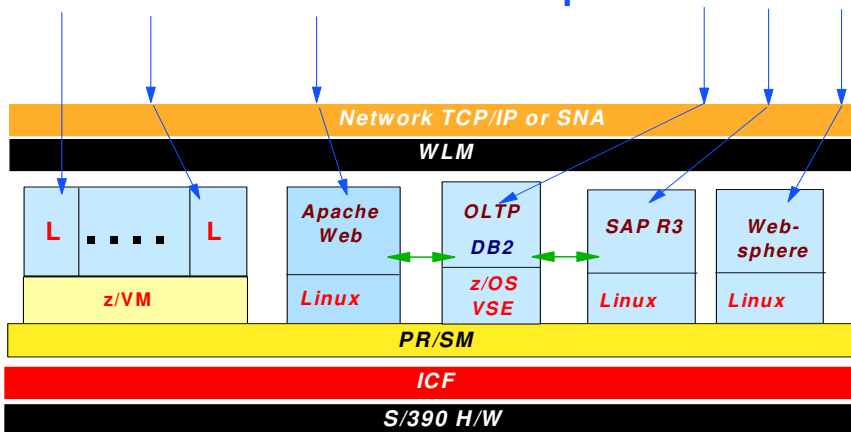 Network TCP/IP or SNA
WLM
L
. . . .
L
z/VM
Apache
Web
Linux
OLTP
DB2
z/OS
VSE
SAP R3
Linux
Web-
sphere
Linux
PR/SM
ICF
S/390 H/W